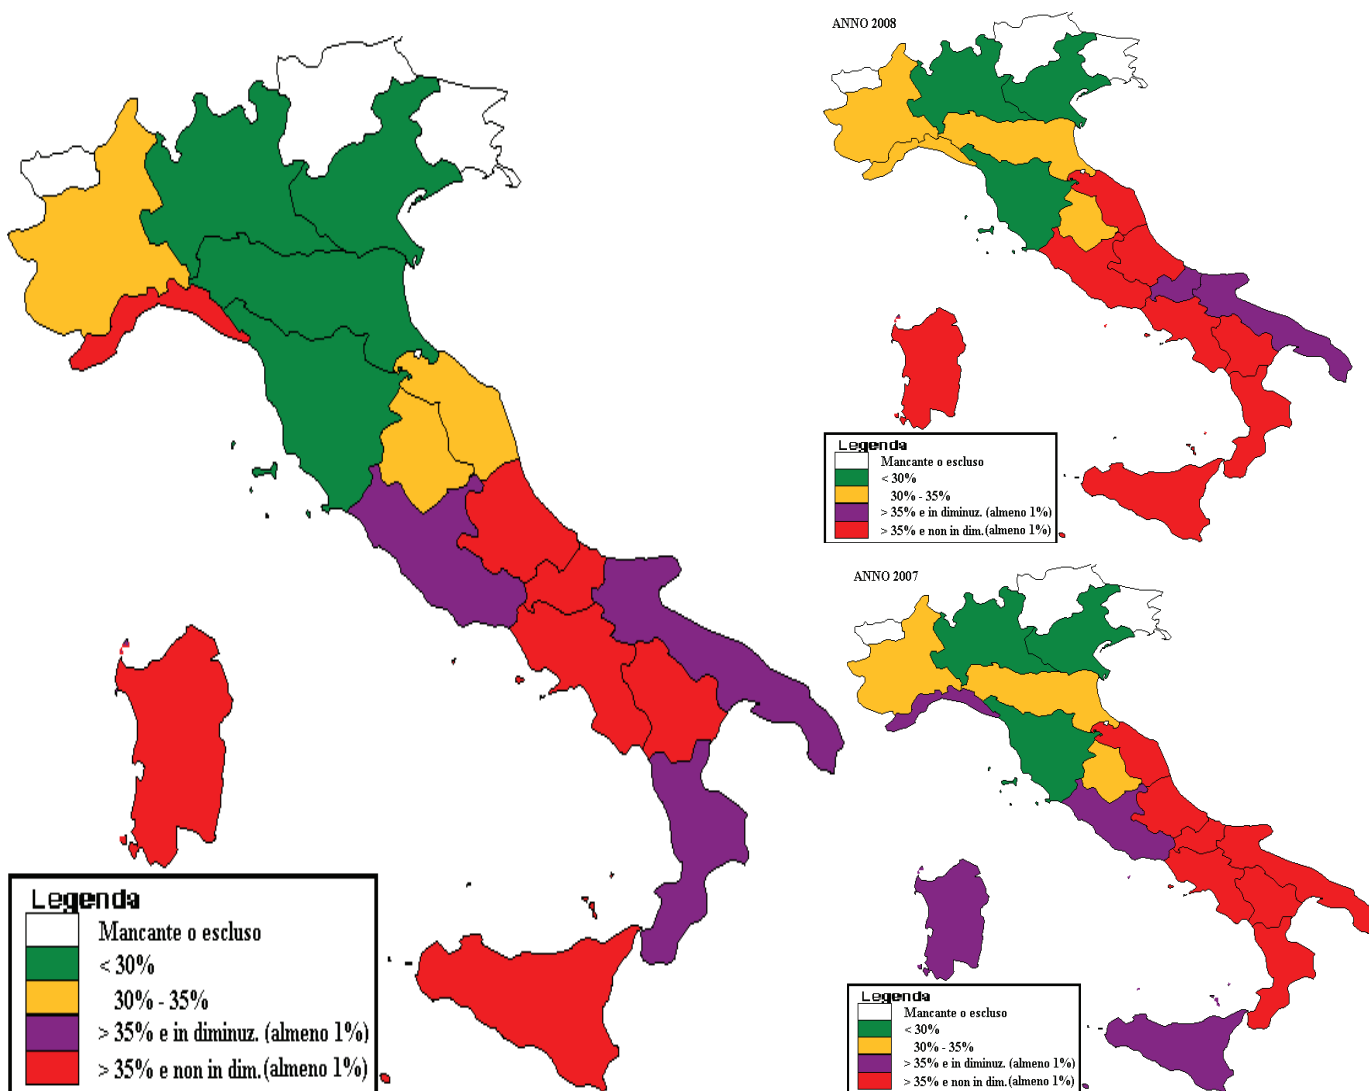 ANNO 2008
Legenda
Mancante o escluso
< 30%
30% - 35%
> 35% e in diminuz. (almeno 1%)
> 35% e non in dim. (almeno 1%)
ANNO 2007
Legenda
Mancante o escluso
< 30%
30% - 35%
> 35% e in diminuz. (almeno 1%)
> 35% e non in dim. (almeno 1%)
Legenda
Mancante o escluso
< 30%
30% - 35%
> 35% e in diminuz. (almeno 1%)
> 35% e non in dim. (almeno 1%)